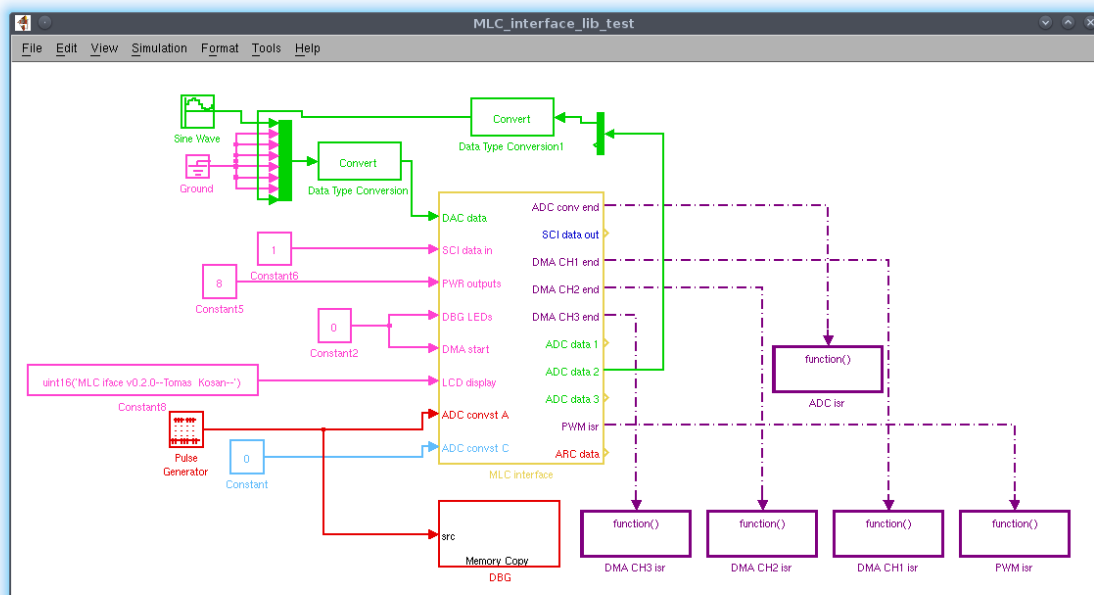 MLC_interface_lib_test
File Edit View Simulation Format Tools Help
Sine Wave
Ground
Convert
Data Type Conversion
Convert
Data Type Conversion1
1
Constant6
8
Constant5
0
Constant2
uint16('MLC iface v0.2.0--Tomas  Kosan--')
Constant8
Pulse
Generator
0
Constant
DAC data
SCI data in
PWR outputs
DBG LEDs
DMA start
LCD display
ADC convst A
ADC convst C
ADC conv end
SCI data out
DMA CH1 end
DMA CH2 end
DMA CH3 end
ADC data 1
ADC data 2
ADC data 3
PWM isr
ARC data
MLC interface
function()
ADC isr
src
Memory Copy
DBG
function()
DMA CH3 isr
function()
DMA CH2 isr
function()
DMA CH1 isr
function()
PWM isr